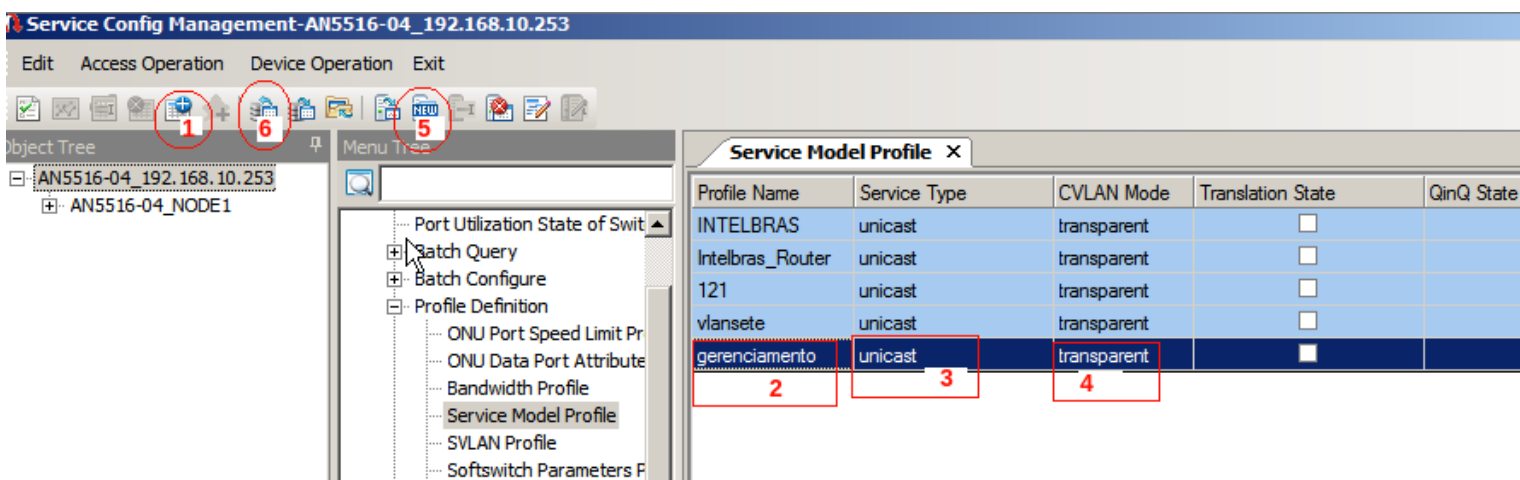 Service Config Management-AN5516-04_192.168.10.253
Edit Access Operation Device Operation Exit
1
6
NEW
5
Object Tree
AN5516-04_192.168.10.253
AN5516-04_NODE1
Menu Tree
Port Utilization State of Swit
Batch Query
Batch Configure
Profile Definition
ONU Port Speed Limit Pr
ONU Data Port Attribute
Bandwidth Profile
Service Model Profile
SVLAN Profile
Softswitch Parameters P
Service Model Profile X
Profile Name Service Type CVLAN Mode Translation State QinQ State
INTELBRAS unicast transparent
Intelbras_Router unicast transparent
121 unicast transparent
vlansete unicast transparent
gerenciamento unicast transparent
2 3 4